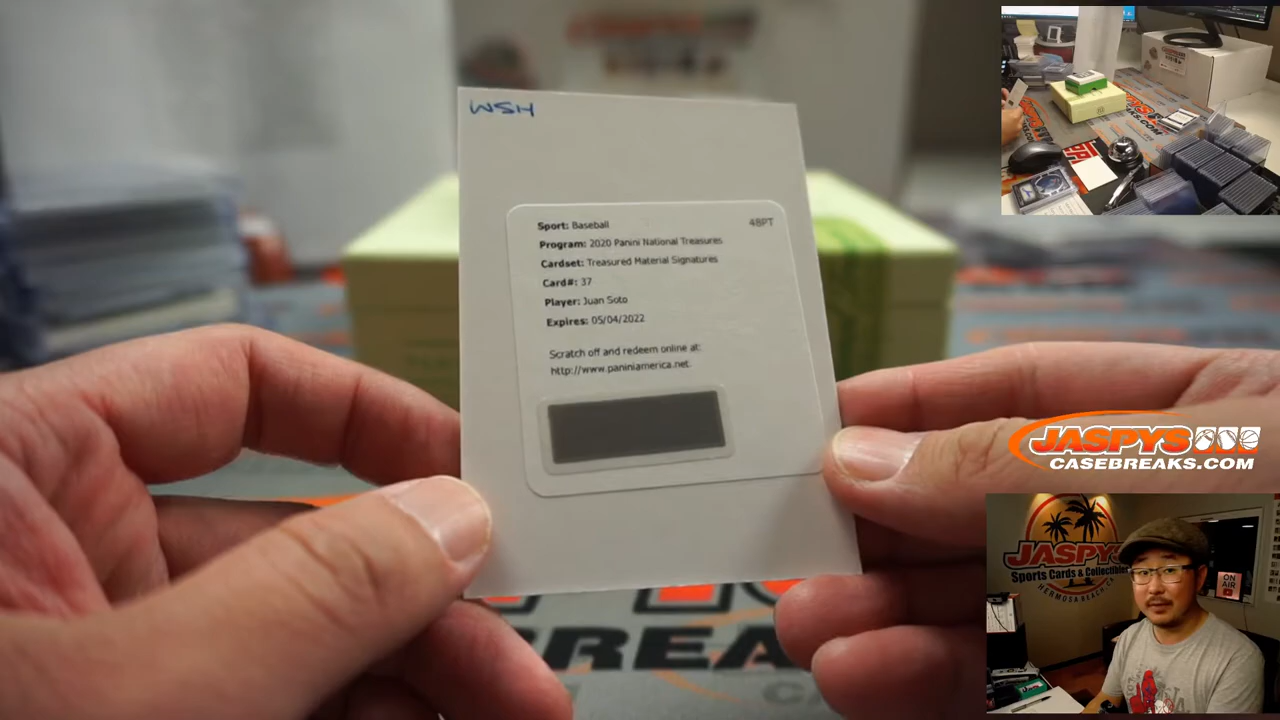 WSH
48PT
Sport: Baseball
Program: 2020 Panini National Treasures
Cardset: Treasured Material Signatures
Card#: 37
Player: Juan Soto
Expires: 05/04/2022
Scratch off and redeem online at:
http://www.paniniamerica.net.
BREA
JASPYS
CASEBREAKS.COM
JASPYS
Sports Cards & Collectibles
HERMOSA BEACH, CA
ON
AIR